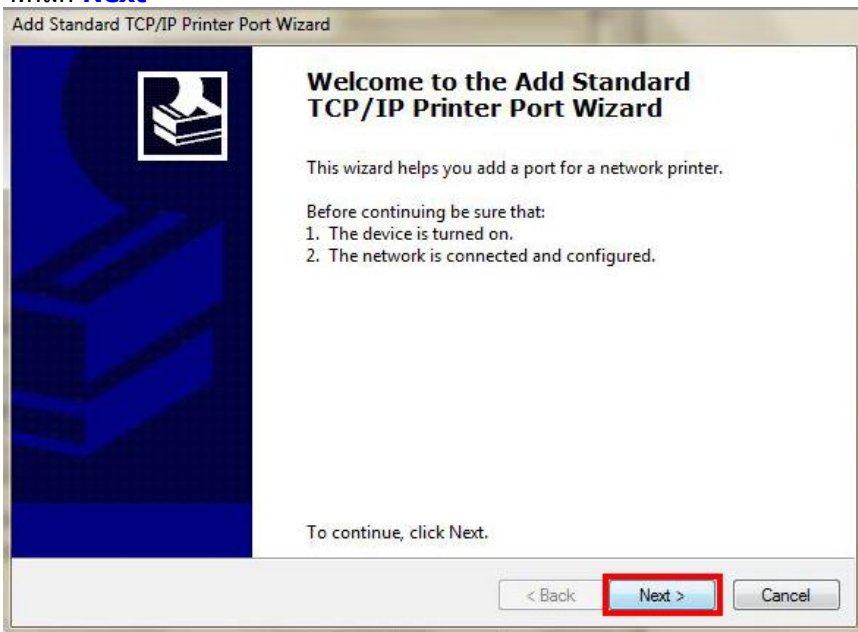 Next
Add Standard TCP/IP Printer Port Wizard
Welcome to the Add Standard
TCP/IP Printer Port Wizard
This wizard helps you add a port for a network printer.
Before continuing be sure that:
1. The device is turned on.
2. The network is connected and configured.
To continue, click Next.
< Back
Next >
Cancel